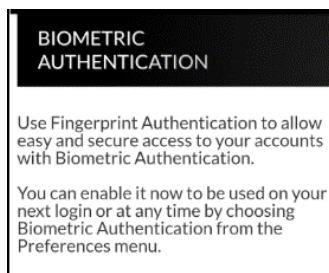 BIOMETRIC
AUTHENTICATION
Use Fingerprint Authentication to allow
easy and secure access to your accounts
with Biometric Authentication.
You can enable it now to be used on your
next login or at any time by choosing
Biometric Authentication from the
Preferences menu.